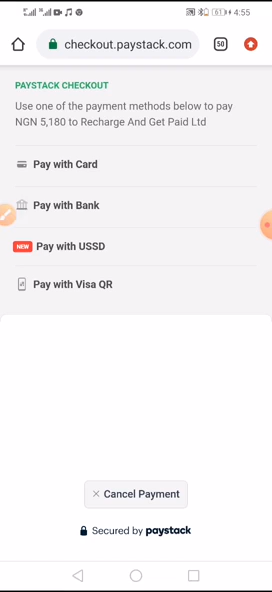 61 4:55
checkout.paystack.com 50
PAYSTACK CHECKOUT
Use one of the payment methods below to pay
NGN 5,180 to Recharge And Get Paid Ltd
Pay with Card
Pay with Bank
NEW Pay with USSD
Pay with Visa QR
× Cancel Payment
Secured by paystack